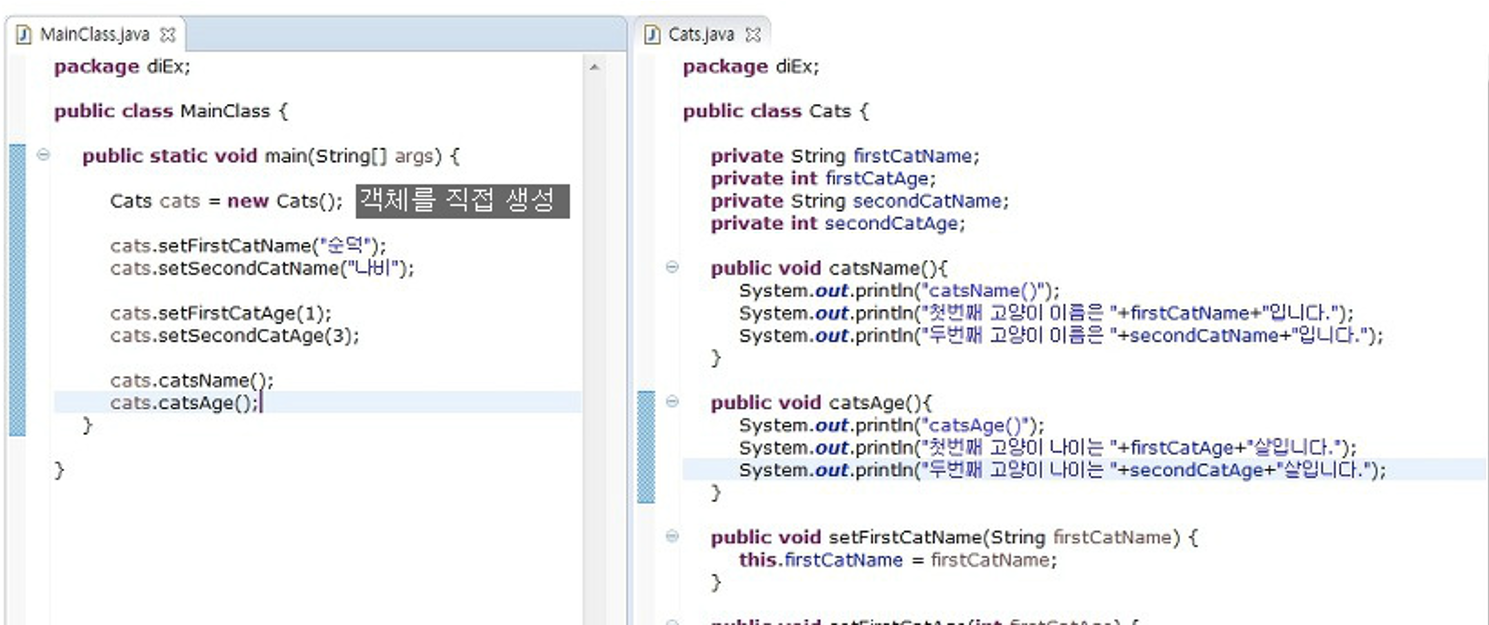 MainClass.java
package diEx;
public class MainClass {
public static void main(String[] args) {
Cats cats = new Cats(); 객체를 직접 생성
cats.setFirstCatName("순덕");
cats.setSecondCatName("나비");
cats.setFirstCatAge(1);
cats.setSecondCatAge(3);
cats.catsName();
cats.catsAge();
}
}
Cats.java
package diEx;
public class Cats {
private String firstCatName;
private int firstCatAge;
private String secondCatName;
private int secondCatAge;
public void catsName(){
System.out.println("catsName()");
System.out.println("첫번째 고양이 이름은 "+firstCatName+"입니다.");
System.out.println("두번째 고양이 이름은 "+secondCatName+"입니다.");
}
public void catsAge(){
System.out.println("catsAge()");
System.out.println("첫번째 고양이 나이는 "+firstCatAge+"살입니다.");
System.out.println("두번째 고양이 나이는 "+secondCatAge+"살입니다.");
}
public void setFirstCatName(String firstCatName) {
this.firstCatName = firstCatName;
}
public void setFirstCatAge(int firstCatAge) {